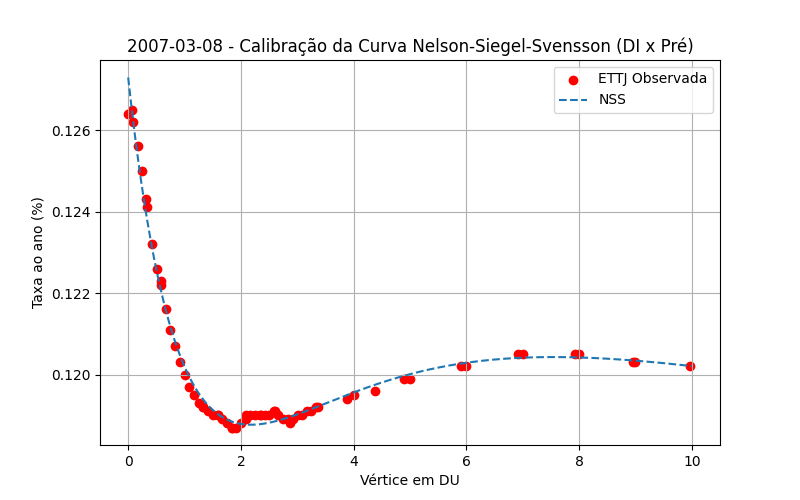 2007-03-08 - Calibração da Curva Nelson-Siegel-Svensson (DI x Pré)
ETTJ Observada
NSS
Taxa ao ano (%)
0.126
0.124
0.122
0.120
0 2 4 6 8 10
Vértice em DU